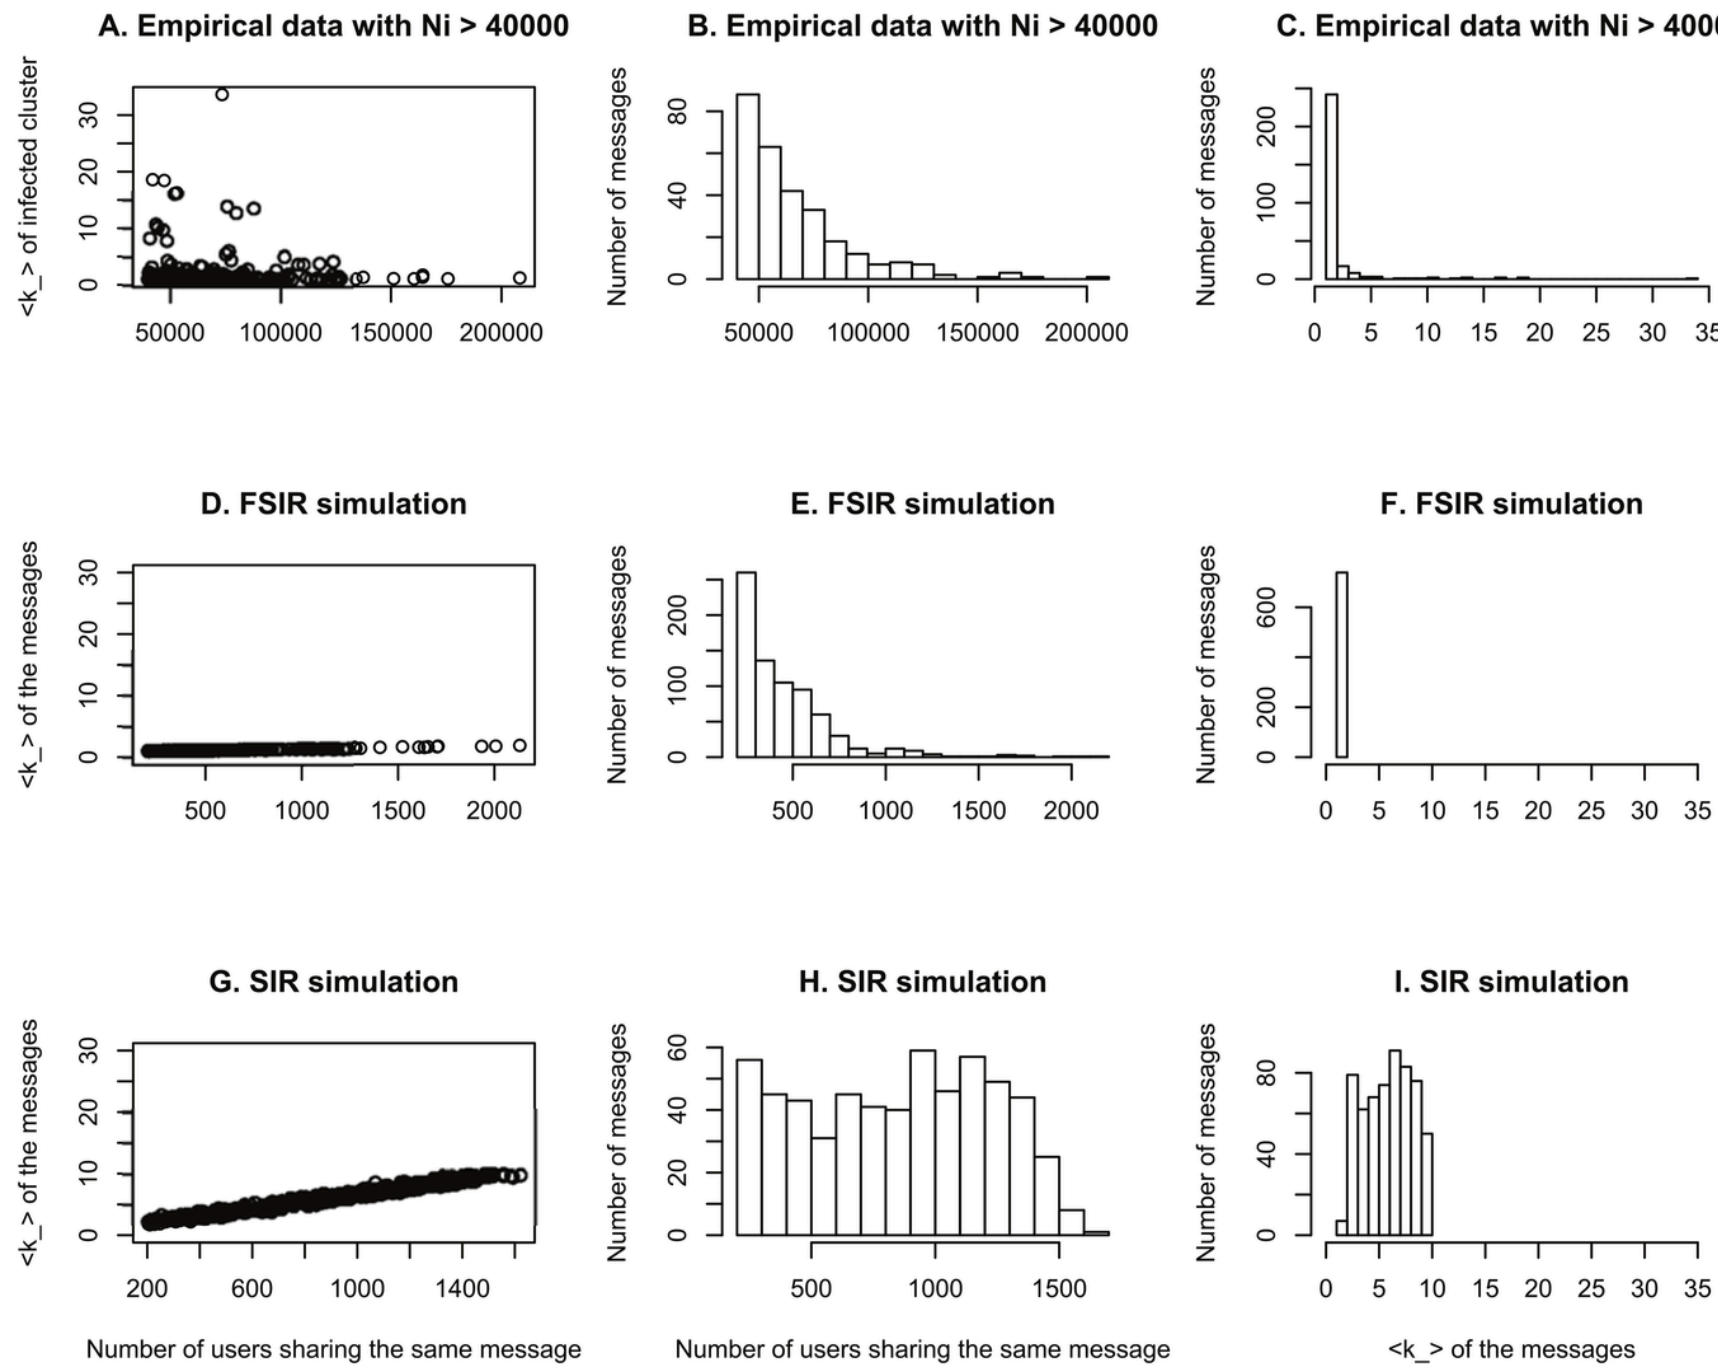 A. Empirical data with Ni > 40000
B. Empirical data with Ni > 40000
C. Empirical data with Ni > 400
<k_> of infected cluster
0 10 20 30
50000 100000 150000 200000
Number of messages
0 40 80
50000 100000 150000 200000
Number of messages
0 100 200
0 5 10 15 20 25 30 35
D. FSIR simulation
E. FSIR simulation
F. FSIR simulation
<k_> of the messages
0 10 20 30
500 1000 1500 2000
Number of messages
0 100 200
500 1000 1500 2000
Number of messages
0 200 600
0 5 10 15 20 25 30 35
G. SIR simulation
H. SIR simulation
I. SIR simulation
<k_> of the messages
0 10 20 30
200 600 1000 1400
Number of users sharing the same message
Number of messages
0 20 40 60
500 1000 1500
Number of users sharing the same message
Number of messages
0 40 80
0 5 10 15 20 25 30 35
<k_> of the messages